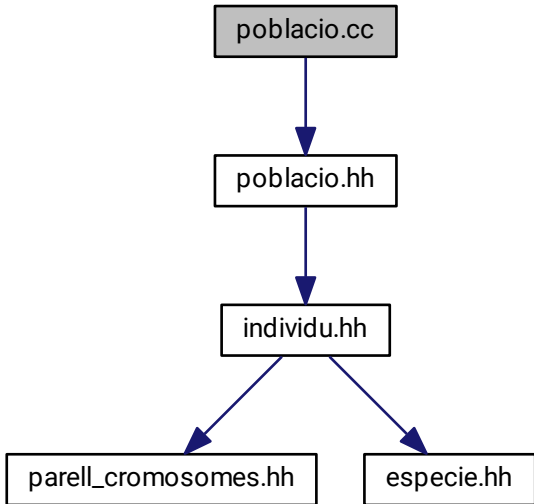 poblacio.cc
poblacio.hh
individu.hh
parell_cromosomes.hh
especie.hh